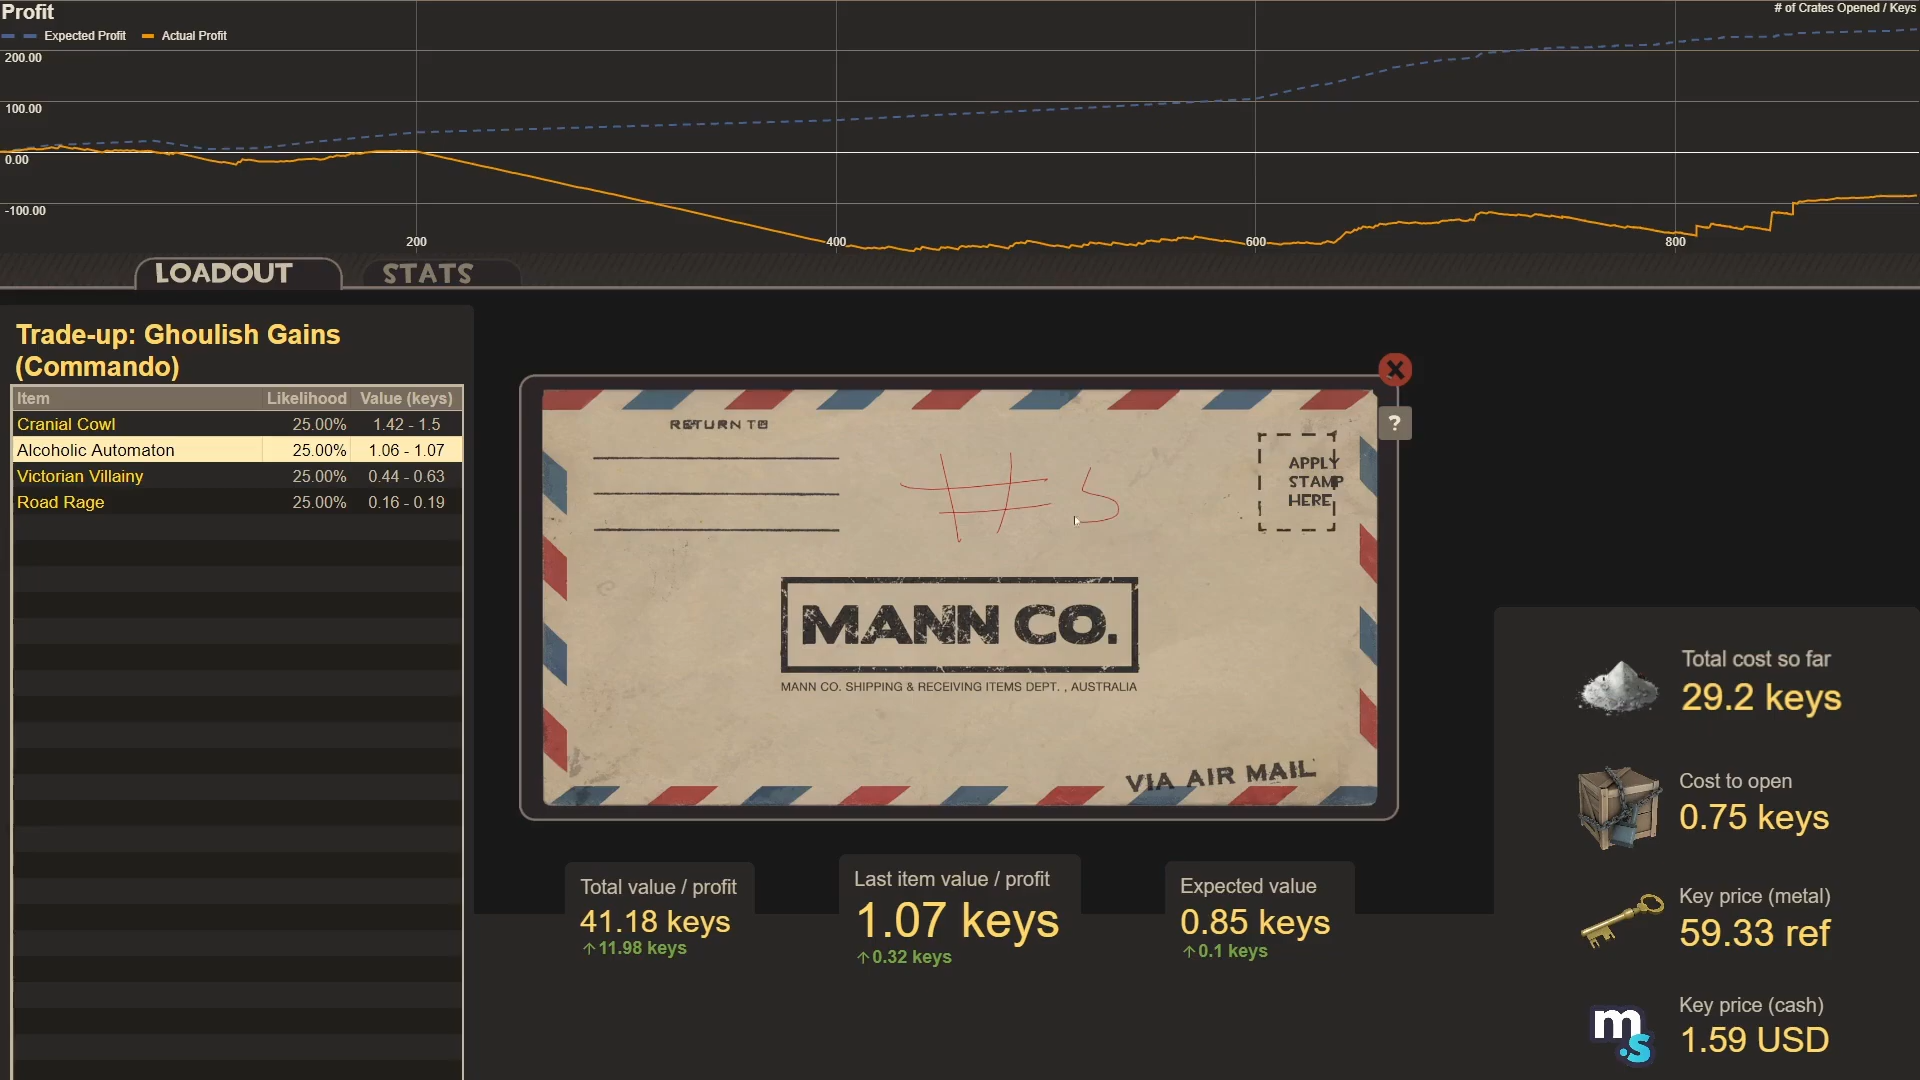 Profit
# of Crates Opened / Keys
Expected Profit Actual Profit
200.00
100.00
0.00
-100.00
200 400 600 800
LOADOUT STATS
Trade-up: Ghoulish Gains
(Commando)
Item Likelihood Value (keys)
Cranial Cowl 25.00% 1.42 - 1.5
Alcoholic Automaton 25.00% 1.06 - 1.07
Victorian Villainy 25.00% 0.44 - 0.63
Road Rage 25.00% 0.16 - 0.19
X
?
RETURN TO
APPLY
STAMP
HERE
#5
MANN CO.
MANN CO. SHIPPING & RECEIVING ITEMS DEPT. , AUSTRALIA
VIA AIR MAIL
Total value / profit
41.18 keys
↑11.98 keys
Last item value / profit
1.07 keys
↑0.32 keys
Expected value
0.85 keys
↑0.1 keys
Total cost so far
29.2 keys
Cost to open
0.75 keys
Key price (metal)
59.33 ref
m.s
Key price (cash)
1.59 USD